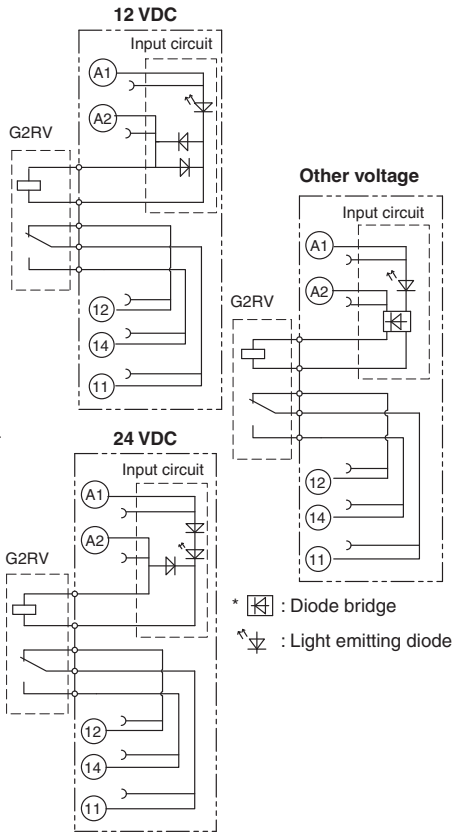 12 VDC
Input circuit
A1
A2
G2RV
12
14
11
Other voltage
Input circuit
A1
A2
G2RV
12
14
11
24 VDC
Input circuit
A1
A2
G2RV
12
14
11
* : Diode bridge
: Light emitting diode